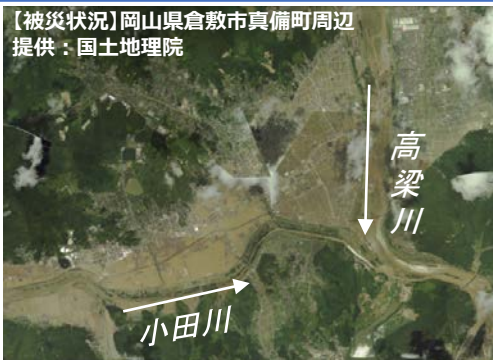 【被災状況】岡山県倉敷市真備町周辺
提供：国土地理院
高梁川
小田川